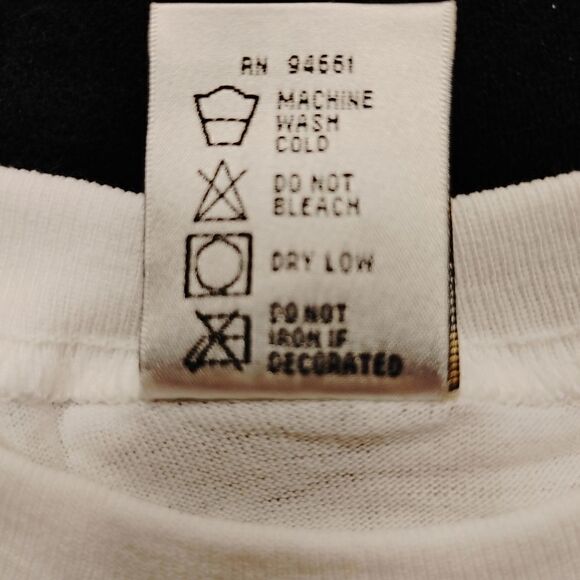 RN 94661
MACHINE
WASH
COLD
DO NOT
BLEACH
DRY LOW
DO NOT
IRON IF
DECORATED